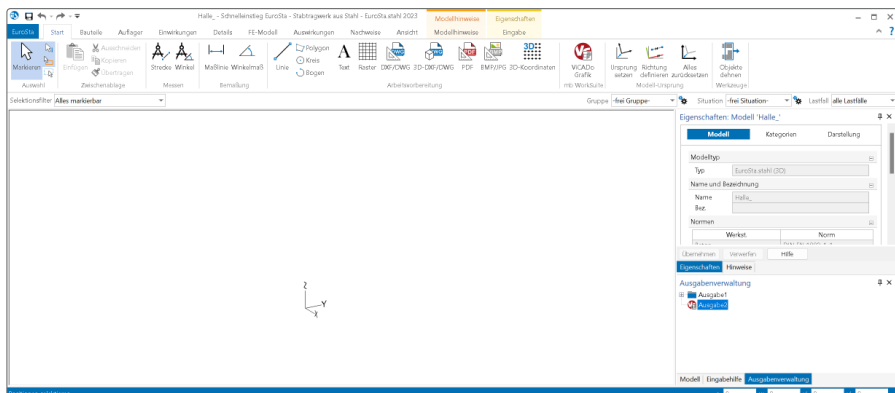 Halle_ - Schnelleinstieg EuroSta - Stabtragwerk aus Stahl - EuroSta.stahl 2023
Modellhinweise Eigenschaften
EuroSta Start Bauteile Auflager Einwirkungen Details FE-Modell Auswirkungen Nachweise Ansicht Modellhinweise Eingabe
Markieren
Einfügen
Ausschneiden
Kopieren
Übertragen
Strecke Winkel
Maßlinie Winkelmaß
Linie
Polygon
Kreis
Bogen
Text Raster DXF/DWG 3D-DXF/DWG PDF BMP/JPG 3D-Koordinaten
ViCADo Grafik
Ursprung setzen
Richtung definieren
Alles zurücksetzen
Objekte dehnen
Auswahl Zwischenablage Messen Bemaßung Arbeitsvorbereitung mb WorkSuite Modell-Ursprung Werkzeuge
Selektionsfilter Alles markierbar Gruppe -frei Gruppe- Situation -frei Situation- Lastfall alle Lastfälle
Z
Y
X
Eigenschaften: Modell 'Halle_'
Modell Kategorien Darstellung
Modelltyp
Typ EuroSta.stahl (3D)
Name und Bezeichnung
Name Halle_
Bez.
Normen
Werkst. Norm
Übernehmen Verwerfen Hilfe
Eigenschaften Hinweise
Ausgabenverwaltung
Ausgabe1
Ausgabe2
Modell Eingabehilfe Ausgabenverwaltung